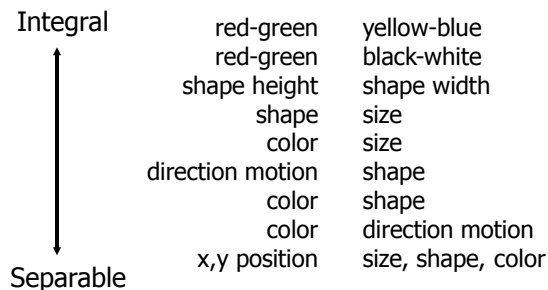 Integral
red-green yellow-blue
red-green black-white
shape height shape width
shape size
color size
direction motion shape
color shape
color direction motion
x,y position size, shape, color
Separable